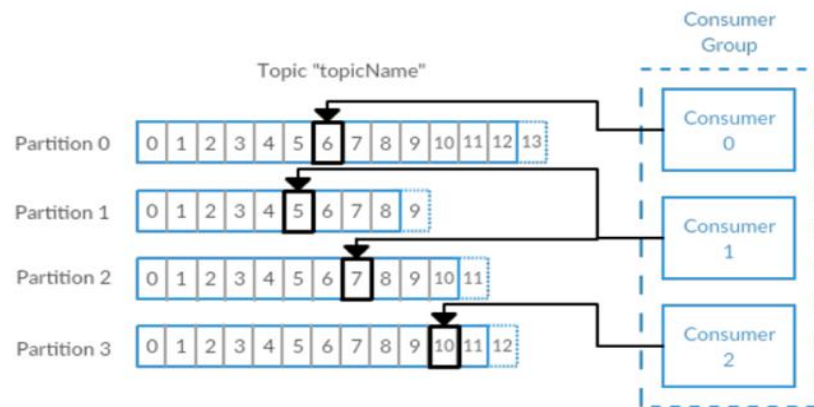 Consumer
Group
Topic "topicName"
Consumer
0
Partition 0
0 1 2 3 4 5 6 7 8 9 10 11 12 13
Partition 1
0 1 2 3 4 5 6 7 8 9
Consumer
1
Partition 2
0 1 2 3 4 5 6 7 8 9 10 11
Partition 3
0 1 2 3 4 5 6 7 8 9 10 11 12
Consumer
2